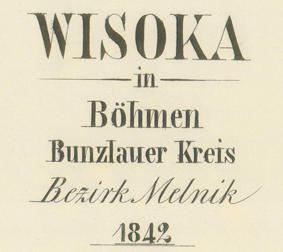 WISOKA
in
Böhmen
Bunzlauer Kreis
Bezirk Melnik
1842